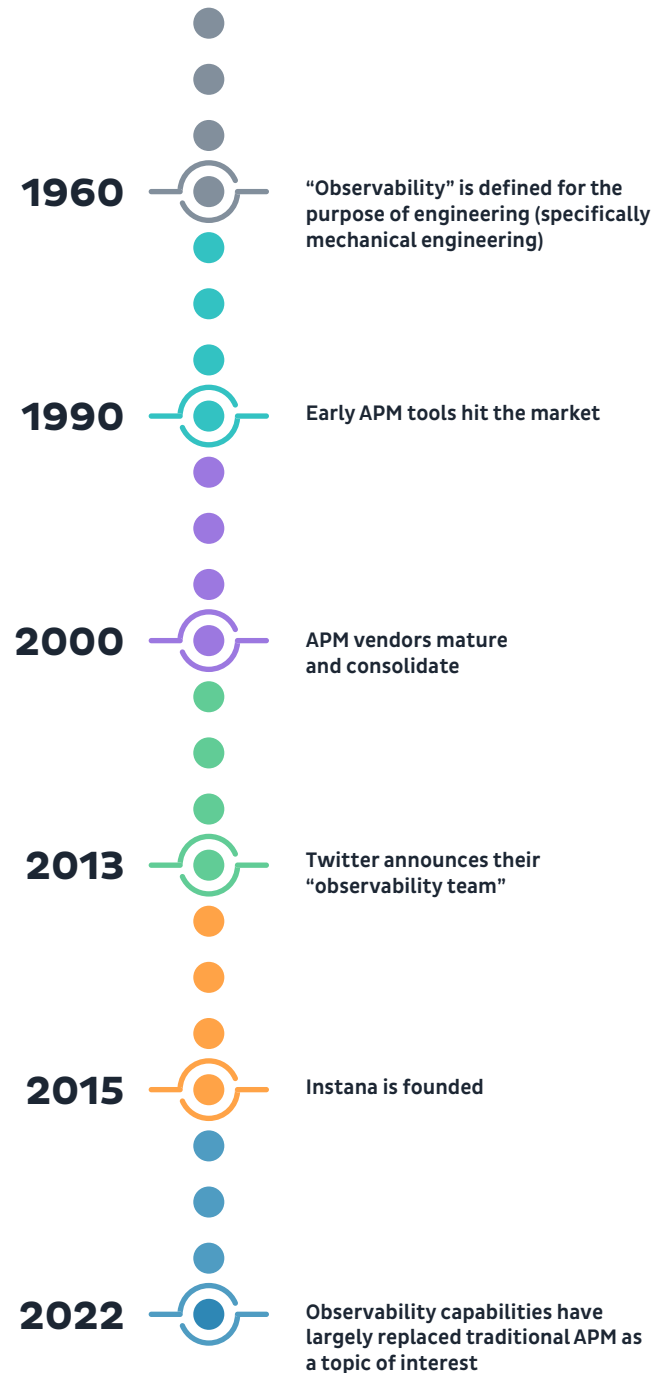 1960
“Observability” is defined for the
purpose of engineering (specifically
mechanical engineering)
1990
Early APM tools hit the market
2000
APM vendors mature
and consolidate
2013
Twitter announces their
“observability team”
2015
Instana is founded
2022
Observability capabilities have
largely replaced traditional APM as
a topic of interest